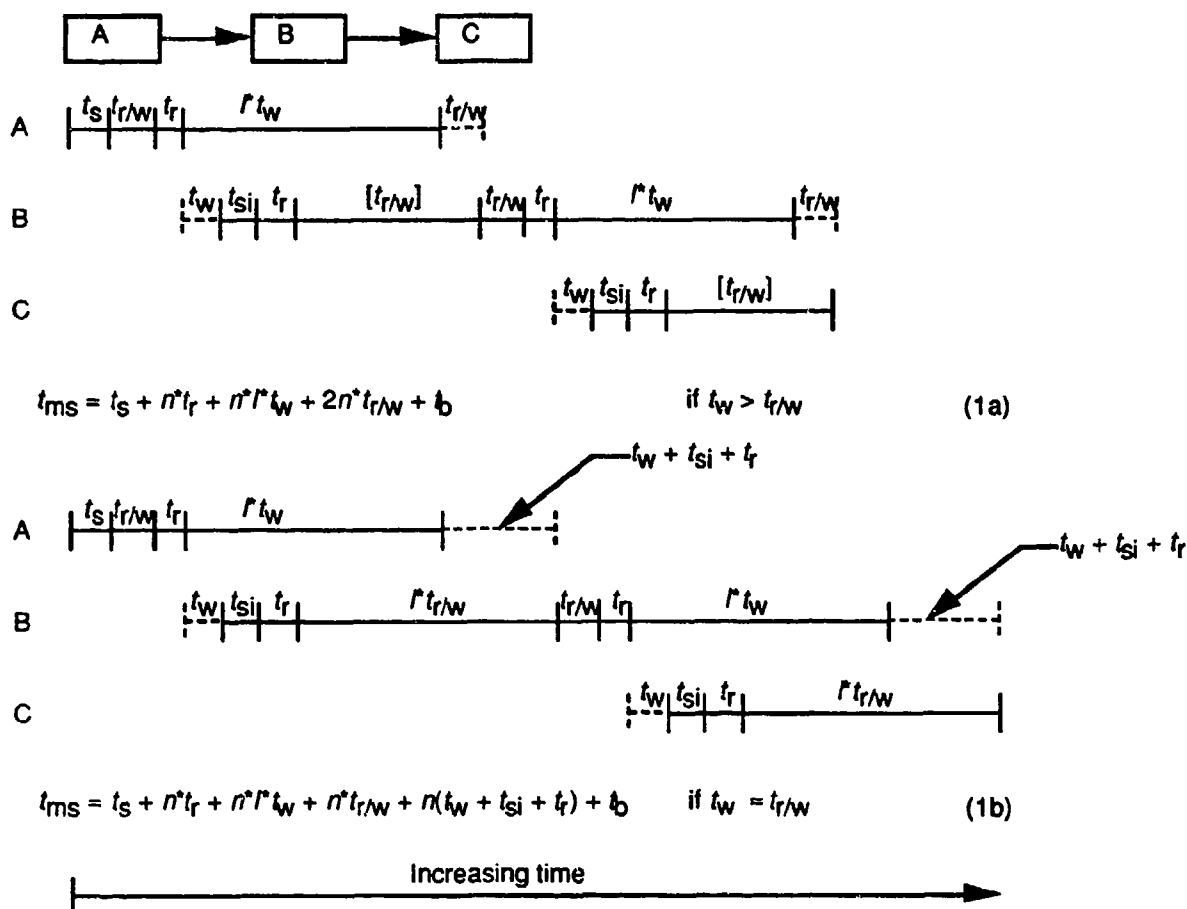 A B C
t_s t_r/w t_r l*t_w t_r/w
A
t_w t_si t_r [t_r/w] t_r/w t_r l*t_w t_r/w
B
t_w t_si t_r [t_r/w]
C
t_ms = t_s + n*t_r + n*l*t_w + 2n*t_r/w + t_b if t_w > t_r/w (1a)
t_w + t_si + t_r
t_s t_r/w t_r l*t_w
A
t_w + t_si + t_r
t_w t_si t_r l*t_r/w t_r/w t_r l*t_w
B
t_w t_si t_r l*t_r/w
C
t_ms = t_s + n*t_r + n*l*t_w + n*t_r/w + n(t_w + t_si + t_r) + t_b if t_w = t_r/w (1b)
Increasing time